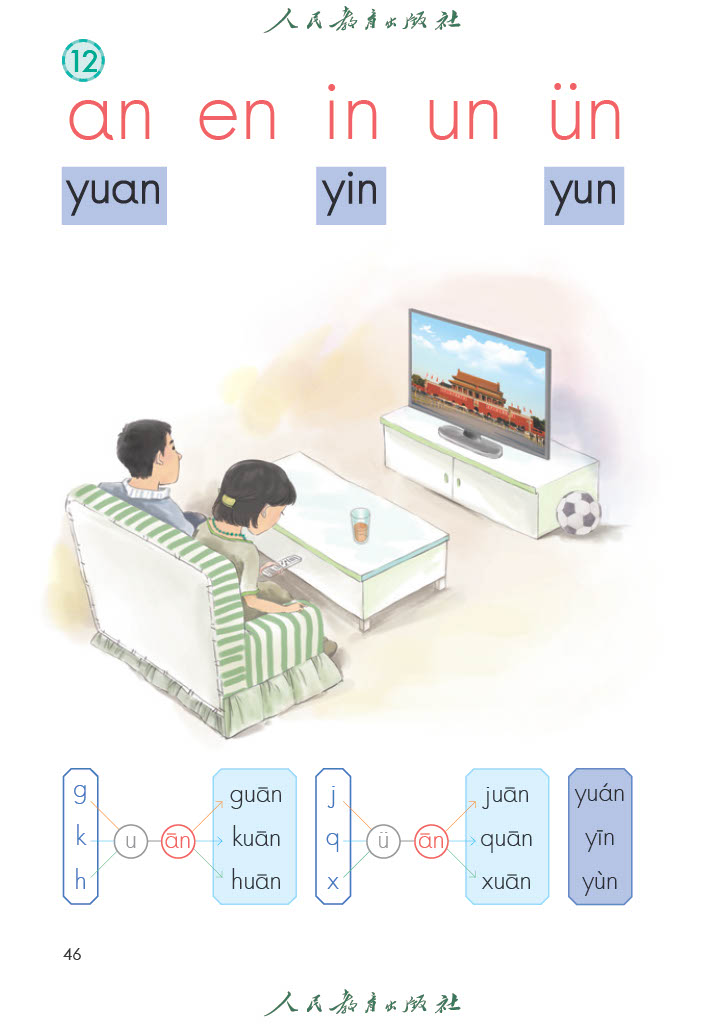 人民教育出版社
12
an en in un ün
yuan yin yun
g k h
u ān
guān kuān huān
j q x
ü ān
juān quān xuān
yuán yīn yùn
46
人民教育出版社